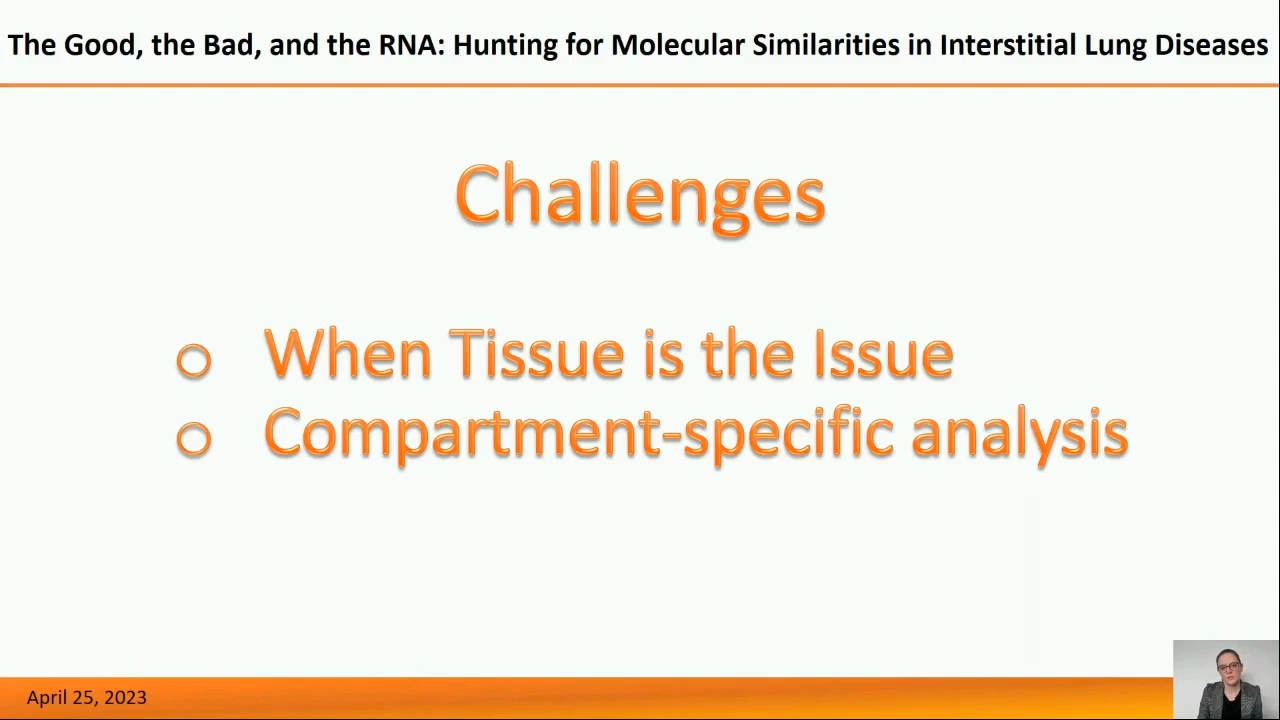 The Good, the Bad, and the RNA: Hunting for Molecular Similarities in Interstitial Lung Diseases
Challenges
o When Tissue is the Issue
o Compartment-specific analysis
April 25, 2023